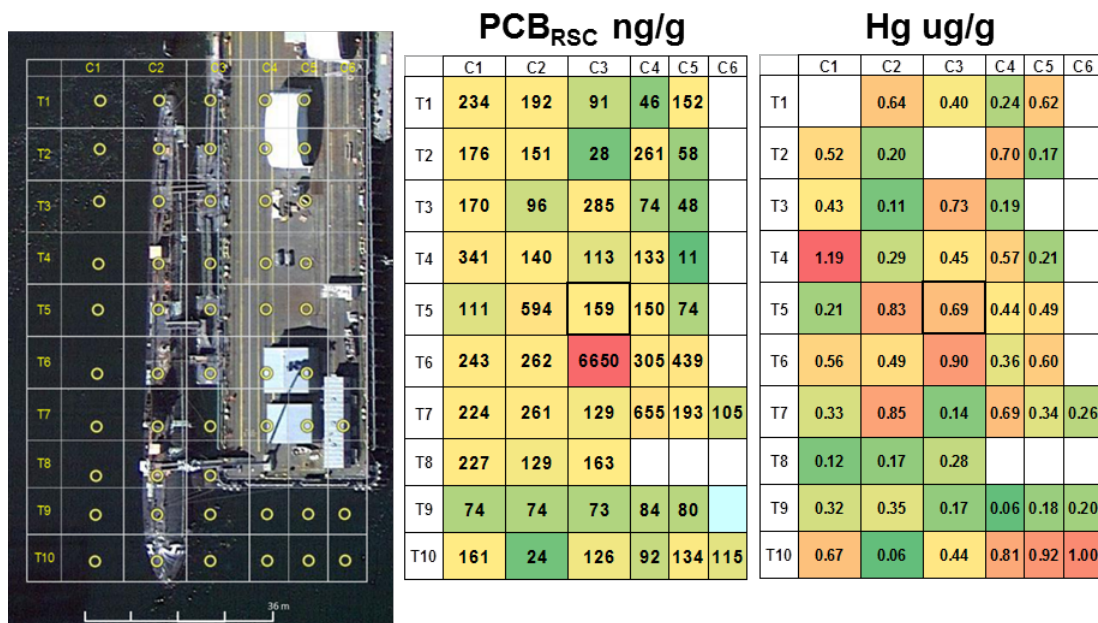 PCBRSC ng/g
Hg ug/g
C1 C2 C3 C4 C5 C6
T1
T2
T3
T4
T5
T6
T7
T8
T9
T10
36 m
C1 C2 C3 C4 C5 C6
T1 234 192 91 46 152
T2 176 151 28 261 58
T3 170 96 285 74 48
T4 341 140 113 133 11
T5 111 594 159 150 74
T6 243 262 6650 305 439
T7 224 261 129 655 193 105
T8 227 129 163
T9 74 74 73 84 80
T10 161 24 126 92 134 115
C1 C2 C3 C4 C5 C6
T1 0.64 0.40 0.24 0.62
T2 0.52 0.20 0.70 0.17
T3 0.43 0.11 0.73 0.19
T4 1.19 0.29 0.45 0.57 0.21
T5 0.21 0.83 0.69 0.44 0.49
T6 0.56 0.49 0.90 0.36 0.60
T7 0.33 0.85 0.14 0.69 0.34 0.26
T8 0.12 0.17 0.28
T9 0.32 0.35 0.17 0.06 0.18 0.20
T10 0.67 0.06 0.44 0.81 0.92 1.00